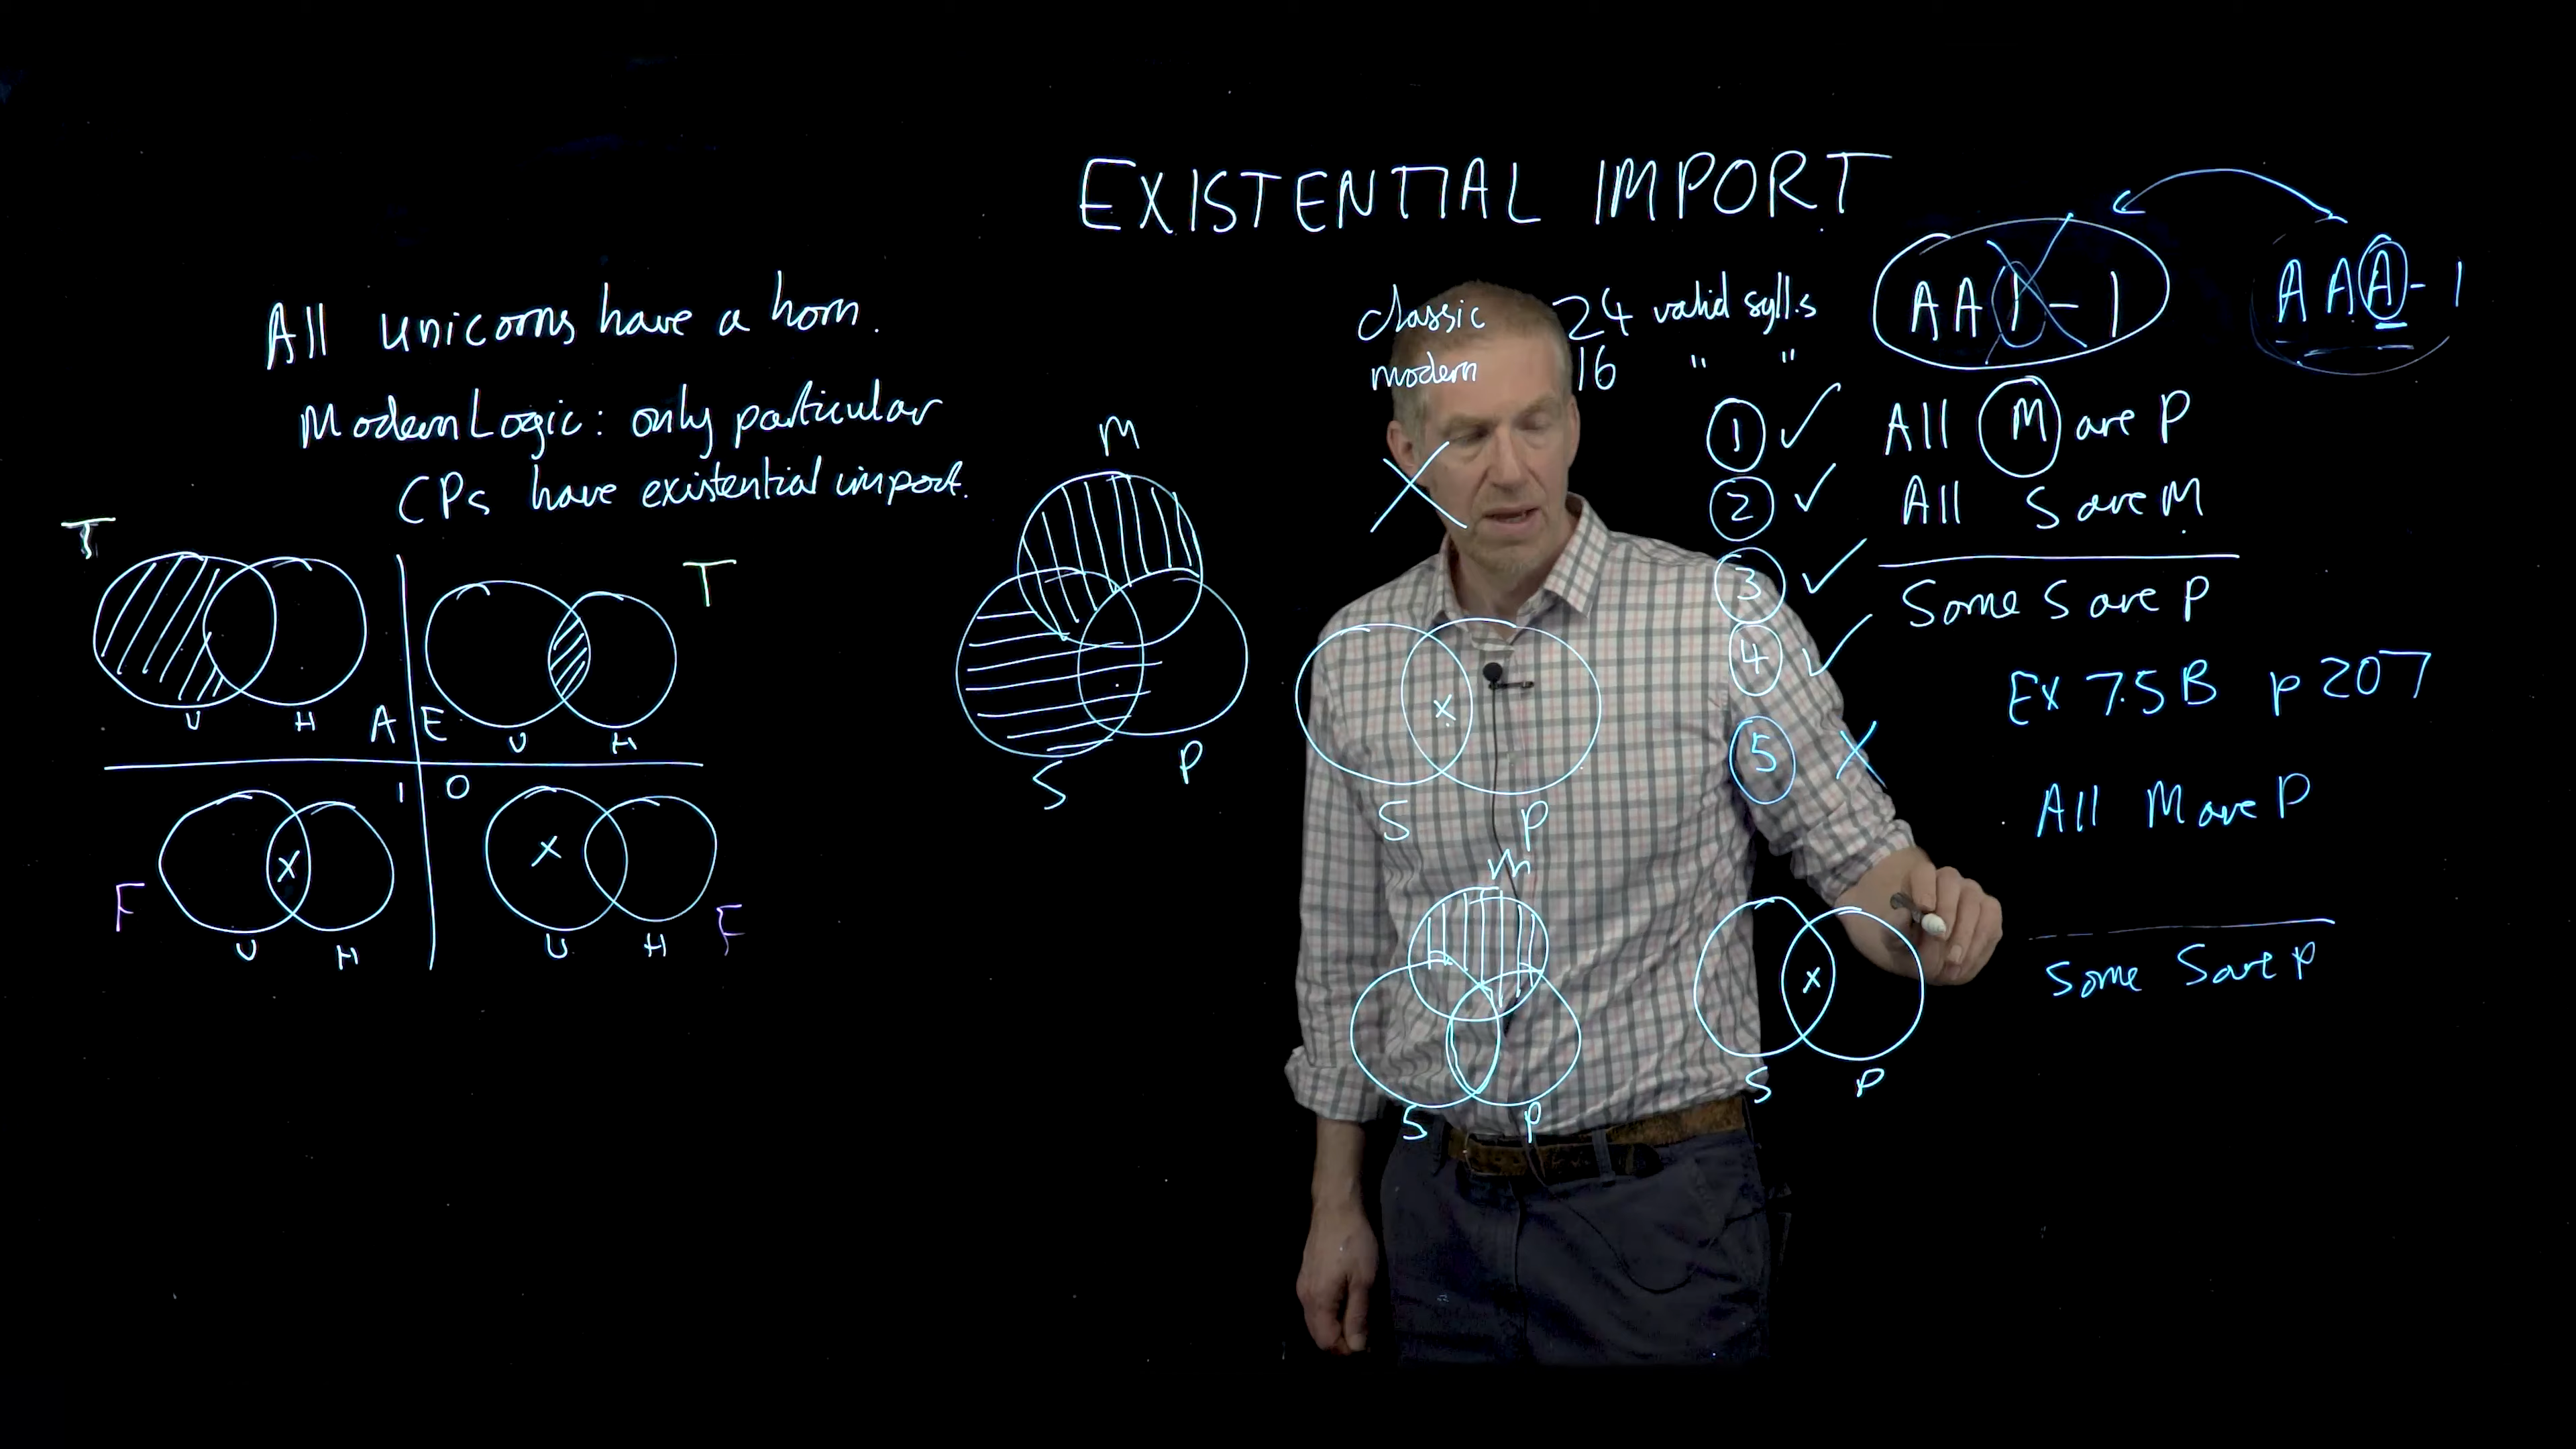 EXISTENTIAL IMPORT
All unicorns have a horn.
Modern Logic: only particular
CPs have existential import.
T
U H A
E U H
T
I
O
F
U H
U H
F
M
S P
classic 24 valid sylls
modern 16 " "
AAI-1
AAA-1
1 ✓ All M are P
2 ✓ All S are M
3 ✓ Some S are P
4 ✓
5 X
X
x
S P
Ex 7.5B p 207
All M are P
Some S are P
M
S P
x
S P